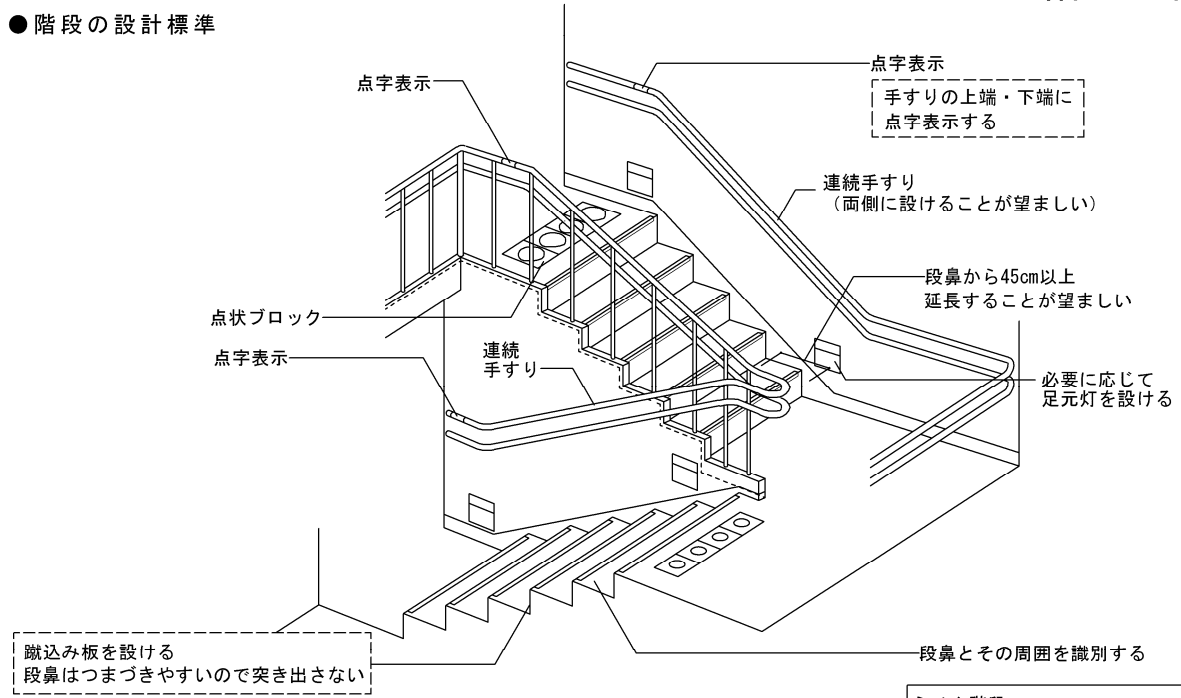 ●階段の設計標準
点字表示
点字表示
手すりの上端・下端に
点字表示する
連続手すり
（両側に設けることが望ましい）
段鼻から45cm以上
延長することが望ましい
点状ブロック
点字表示
連続
手すり
必要に応じて
足元灯を設ける
蹴込み板を設ける
段鼻はつまづきやすいので突き出さない
段鼻とその周囲を識別する